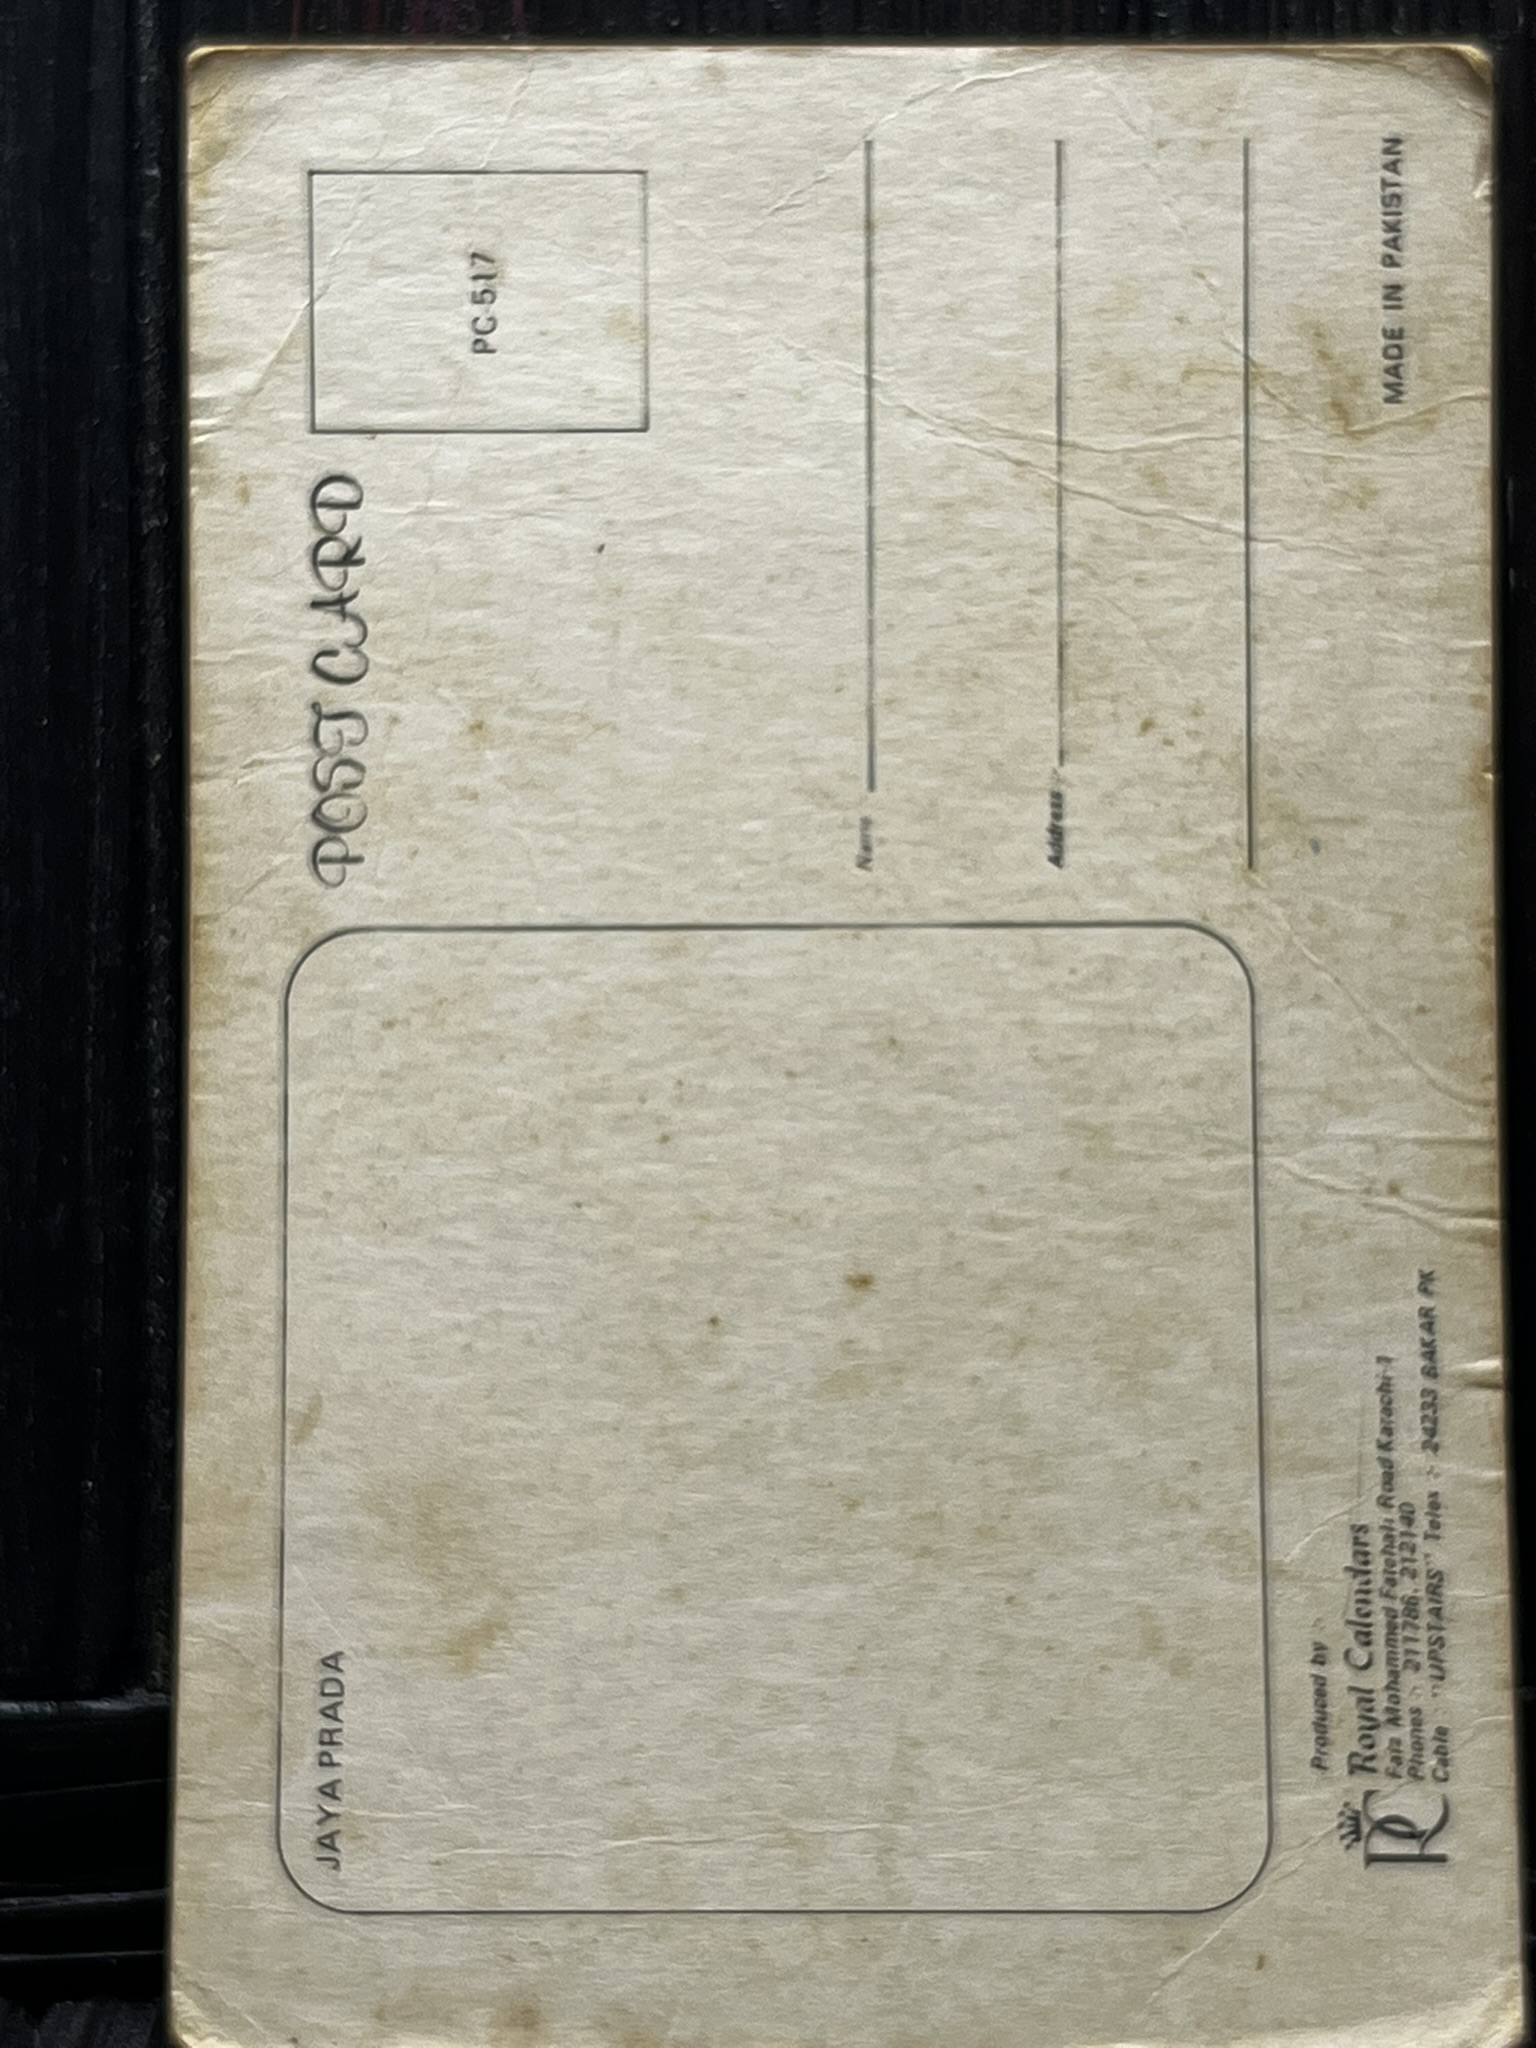 JAYA PRADA
POST CARD
PC-517
Name :-
Address :-
Produced by :-
RC
Royal Calendars
Faiz Mohammed Fatehali Road Karachi-1
Phones :- 211786, 212140
Cable : "UPSTAIRS" Telex :- 24233 BAKAR PK
MADE IN PAKISTAN